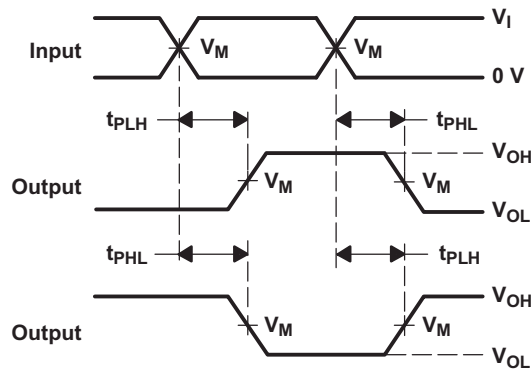 V_I
Input V_M V_M
0 V
t_PLH t_PHL
V_OH
Output V_M V_M
V_OL
t_PHL t_PLH
V_OH
Output V_M V_M
V_OL